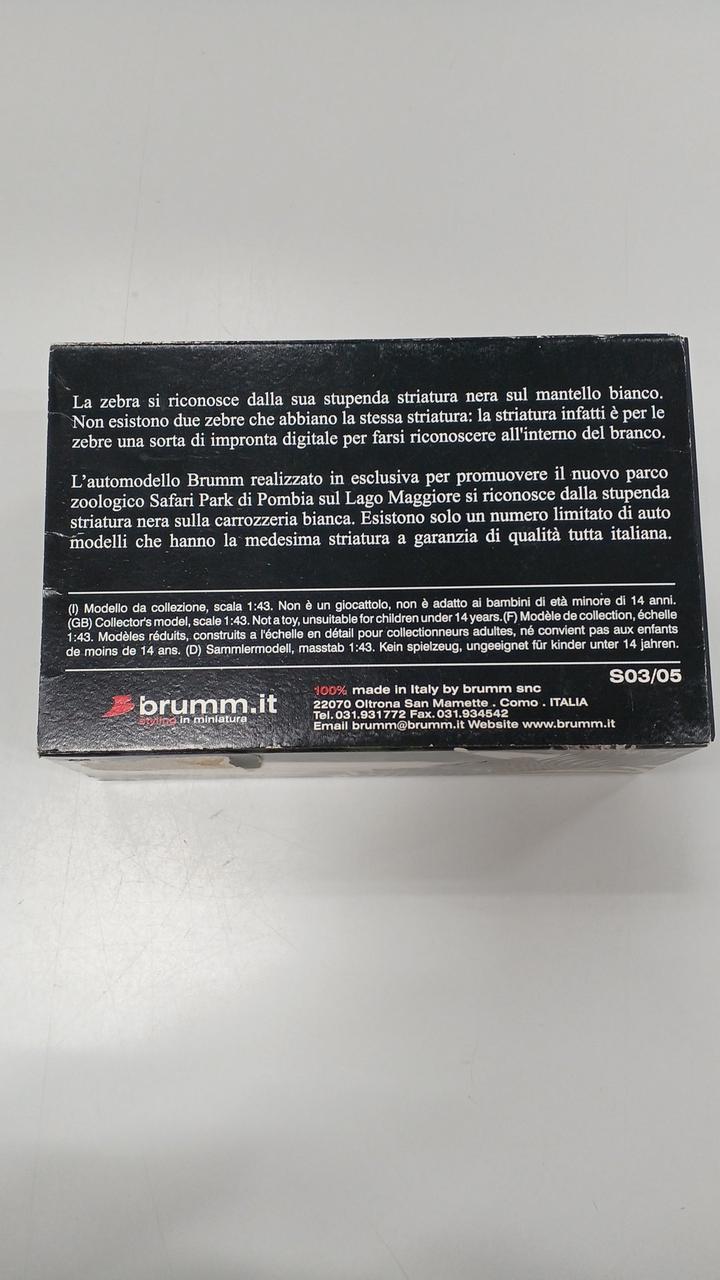 La zebra si riconosce dalla sua stupenda striatura nera sul mantello bianco.
Non esistono due zebre che abbiano la stessa striatura: la striatura infatti è per le
zebre una sorta di impronta digitale per farsi riconoscere all'interno del branco.
L'automodello Brumm realizzato in esclusiva per promuovere il nuovo parco
zoologico Safari Park di Pombia sul Lago Maggiore si riconosce dalla stupenda
striatura nera sulla carrozzeria bianca. Esistono solo un numero limitato di auto
modelli che hanno la medesima striatura a garanzia di qualità tutta italiana.
(I) Modello da collezione, scala 1:43. Non è un giocattolo, non è adatto ai bambini di età minore di 14 anni.
(GB) Collector's model, scale 1:43. Not a toy, unsuitable for children under 14 years.(F) Modèle de collection, échelle
1:43. Modèles réduits, construits a l'échelle en détail pour collectionneurs adultes, né convient pas aux enfants
de moins de 14 ans. (D) Sammlermodell, masstab 1:43. Kein spielzeug, ungeeignet für kinder unter 14 jahren.
S03/05
brumm.it
styling in miniatura
100% made in Italy by brumm snc
22070 Oltrona San Mamette . Como . ITALIA
Tel.031.931772 Fax.031.934542
Email brumm@brumm.it Website www.brumm.it